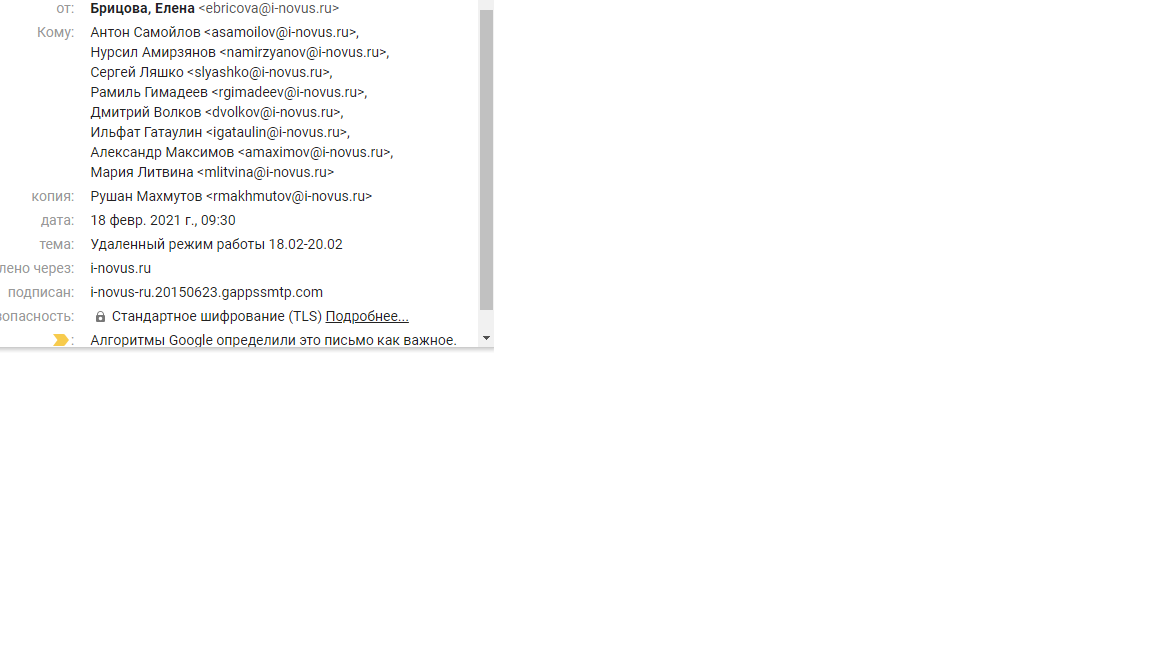 от: Брицова, Елена <ebricova@i-novus.ru>
Кому: Антон Самойлов <asamoilov@i-novus.ru>,
Нурсил Амирзянов <namirzyanov@i-novus.ru>,
Сергей Ляшко <slyashko@i-novus.ru>,
Рамиль Гимадеев <rgimadeev@i-novus.ru>,
Дмитрий Волков <dvolkov@i-novus.ru>,
Ильфат Гатаулин <igataulin@i-novus.ru>,
Александр Максимов <amaximov@i-novus.ru>,
Мария Литвина <mlitvina@i-novus.ru>
копия: Рушан Махмутов <rmakhmutov@i-novus.ru>
дата: 18 февр. 2021 г., 09:30
тема: Удаленный режим работы 18.02-20.02
лено через: i-novus.ru
подписан: i-novus-ru.20150623.gappssmtp.com
зопасность: Стандартное шифрование (TLS) Подробнее...
: Алгоритмы Google определили это письмо как важное.